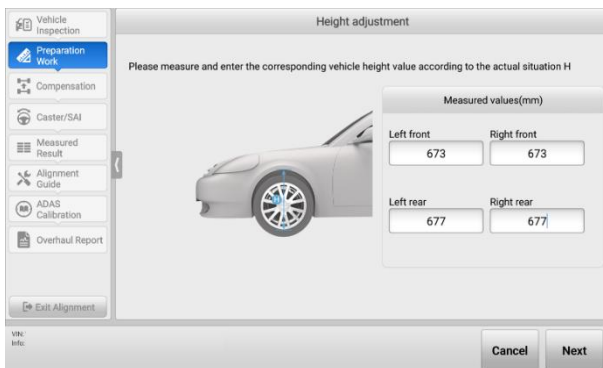 Vehicle
Inspection
Preparation
Work
Compensation
Caster/SAI
Measured
Result
Alignment
Guide
ADAS
Calibration
Overhaul Report
Exit Alignment
Height adjustment
Please measure and enter the corresponding vehicle height value according to the actual situation H
H
Measured values(mm)
Left front Right front
673 673
Left rear Right rear
677 677
VIN:
Info:
Cancel Next